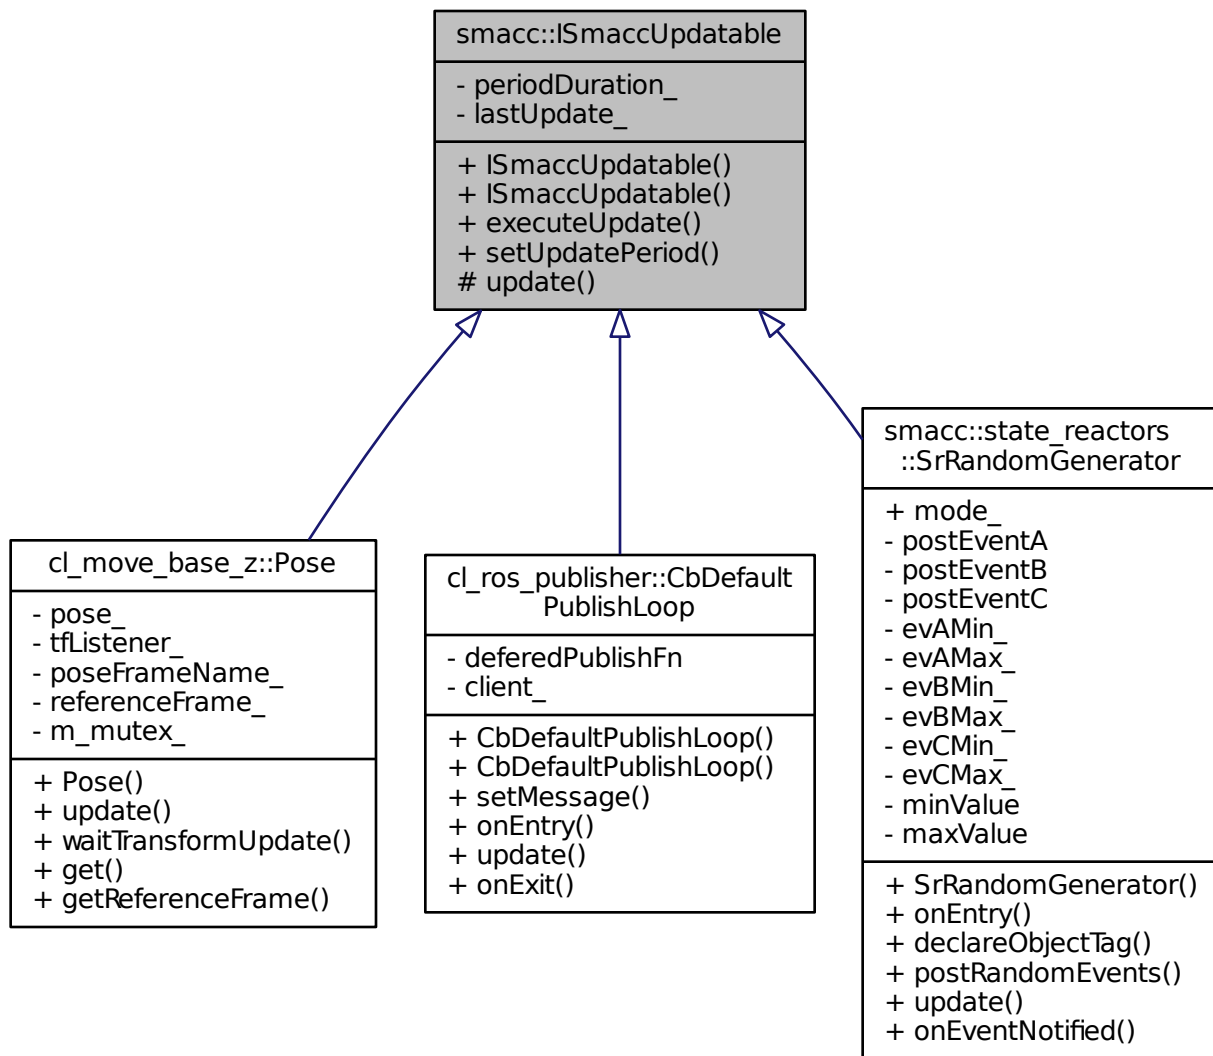 smacc::ISmaccUpdatable
- periodDuration_
- lastUpdate_
+ ISmaccUpdatable()
+ ISmaccUpdatable()
+ executeUpdate()
+ setUpdatePeriod()
# update()
cl_move_base_z::Pose
- pose_
- tfListener_
- poseFrameName_
- referenceFrame_
- m_mutex_
+ Pose()
+ update()
+ waitTransformUpdate()
+ get()
+ getReferenceFrame()
cl_ros_publisher::CbDefault
PublishLoop
- deferedPublishFn
- client_
+ CbDefaultPublishLoop()
+ CbDefaultPublishLoop()
+ setMessage()
+ onEntry()
+ update()
+ onExit()
smacc::state_reactors
::SrRandomGenerator
+ mode_
- postEventA
- postEventB
- postEventC
- evAMin_
- evAMax_
- evBMin_
- evBMax_
- evCMin_
- evCMax_
- minValue
- maxValue
+ SrRandomGenerator()
+ onEntry()
+ declareObjectTag()
+ postRandomEvents()
+ update()
+ onEventNotified()